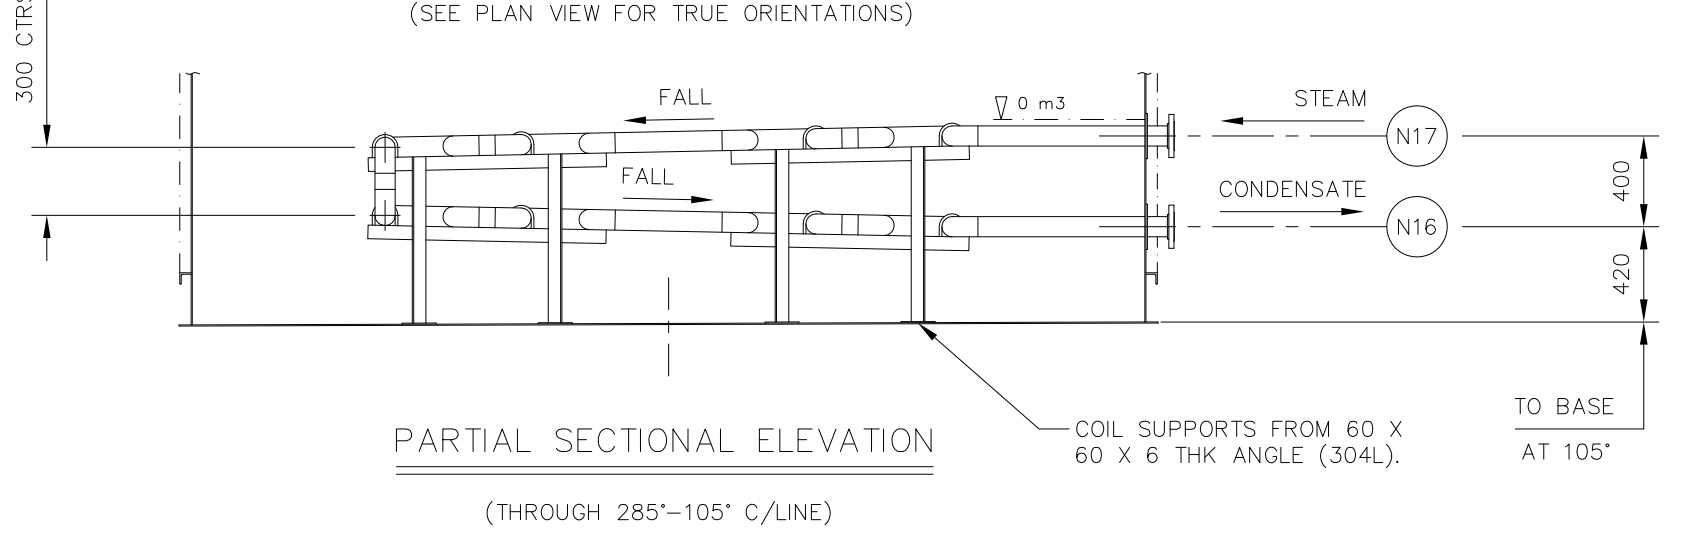 (SEE PLAN VIEW FOR TRUE ORIENTATIONS)
300 CTRS
FALL
0 m3
STEAM
N17
FALL
CONDENSATE
400
N16
420
TO BASE
AT 105°
COIL SUPPORTS FROM 60 X
60 X 6 THK ANGLE (304L).
PARTIAL SECTIONAL ELEVATION
(THROUGH 285°–105° C/LINE)